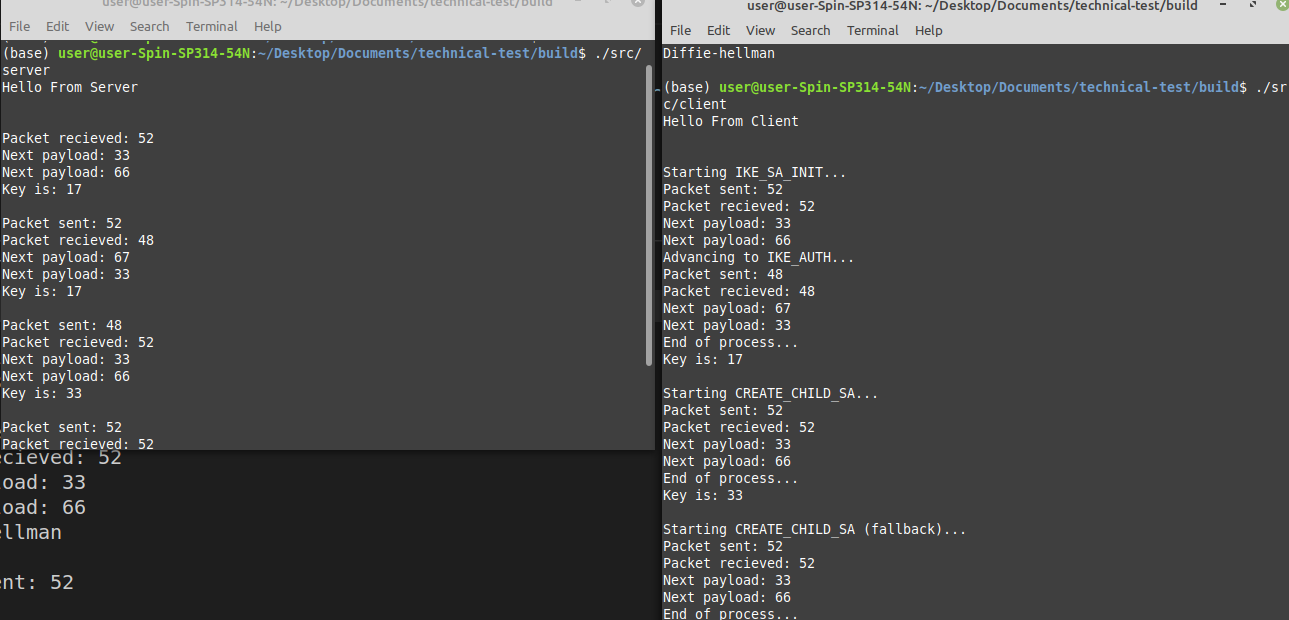 user@user-Spin-SP314-54N: ~/Desktop/Documents/technical-test/build
File Edit View Search Terminal Help
(base) user@user-Spin-SP314-54N:~/Desktop/Documents/technical-test/build$ ./src/
server
Hello From Server
Packet recieved: 52
Next payload: 33
Next payload: 66
Key is: 17
Packet sent: 52
Packet recieved: 48
Next payload: 67
Next payload: 33
Key is: 17
Packet sent: 48
Packet recieved: 52
Next payload: 33
Next payload: 66
Key is: 33
Packet sent: 52
Packet recieved: 52
ecieved: 52
load: 33
load: 66
ellman
ent: 52
user@user-Spin-SP314-54N: ~/Desktop/Documents/technical-test/build
File Edit View Search Terminal Help
Diffie-hellman
(base) user@user-Spin-SP314-54N:~/Desktop/Documents/technical-test/build$ ./sr
c/client
Hello From Client
Starting IKE_SA_INIT...
Packet sent: 52
Packet recieved: 52
Next payload: 33
Next payload: 66
Advancing to IKE_AUTH...
Packet sent: 48
Packet recieved: 48
Next payload: 67
Next payload: 33
End of process...
Key is: 17
Starting CREATE_CHILD_SA...
Packet sent: 52
Packet recieved: 52
Next payload: 33
Next payload: 66
End of process...
Key is: 33
Starting CREATE_CHILD_SA (fallback)...
Packet sent: 52
Packet recieved: 52
Next payload: 33
Next payload: 66
End of process...